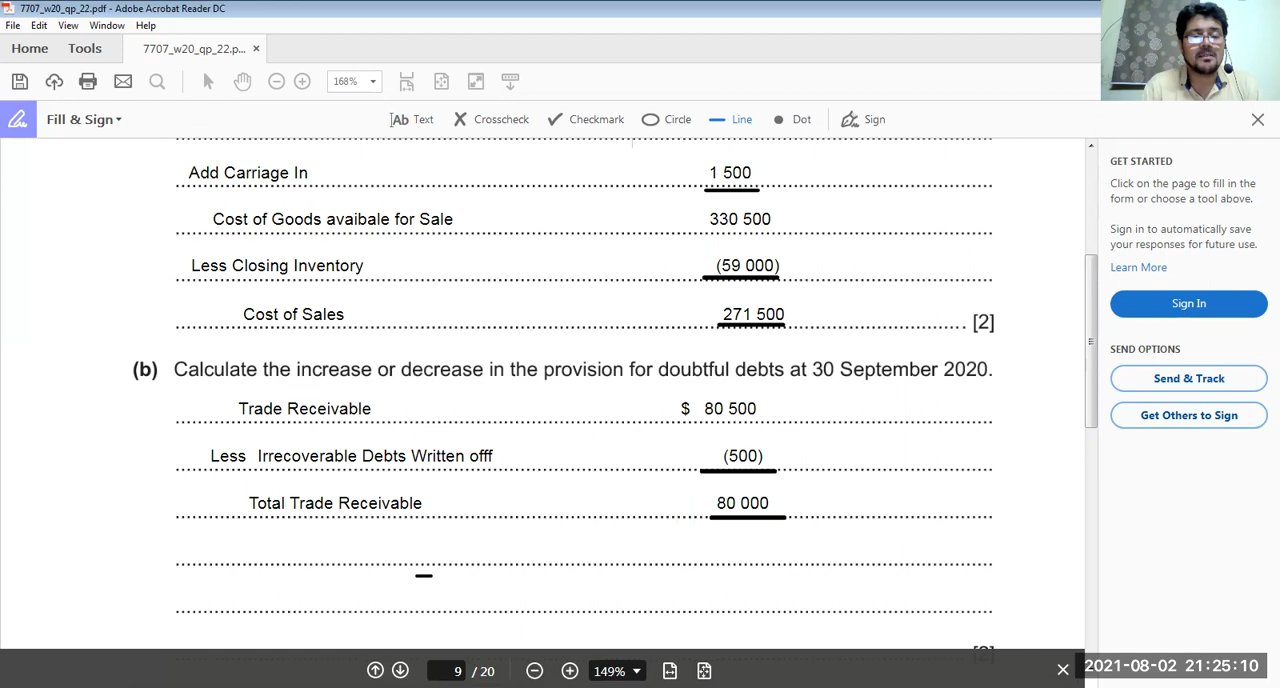 7707_w20_qp_22.pdf - Adobe Acrobat Reader DC
File Edit View Window Help
Home Tools 7707_w20_qp_22.p... ×
168%
Fill & Sign Ab Text Crosscheck Checkmark Circle Line Dot Sign
Add Carriage In 1 500
Cost of Goods avaibale for Sale 330 500
Less Closing Inventory (59 000)
Cost of Sales 271 500 [2]
(b) Calculate the increase or decrease in the provision for doubtful debts at 30 September 2020.
Trade Receivable $ 80 500
Less Irrecoverable Debts Written offf (500)
Total Trade Receivable 80 000
GET STARTED
Click on the page to fill in the
form or choose a tool above.
Sign in to automatically save
your responses for future use.
Learn More
Sign In
SEND OPTIONS
Send & Track
Get Others to Sign
9 / 20 149%
2021-08-02 21:25:10